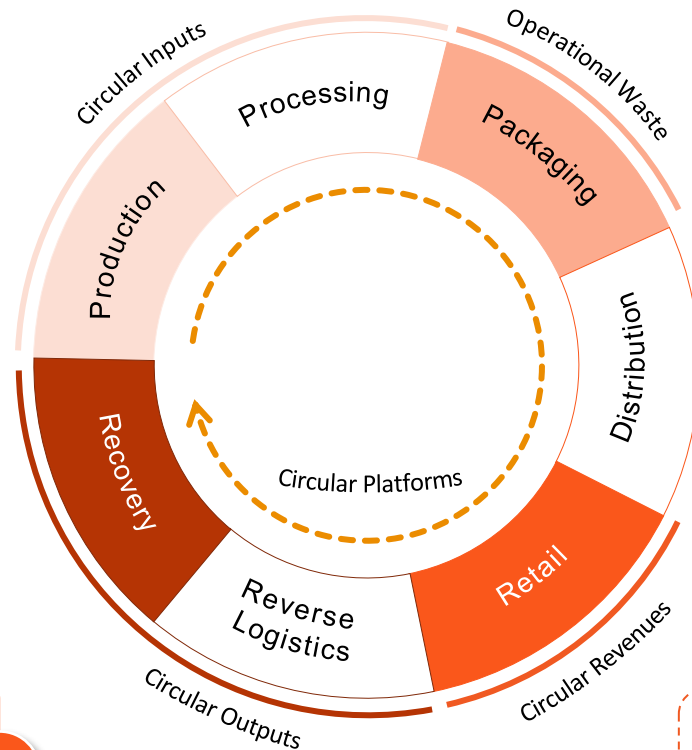 Circular Inputs
Operational Waste
Processing
Packaging
Production
Distribution
Circular Platforms
Recovery
Retail
Reverse
Logistics
Circular Revenues
Circular Outputs